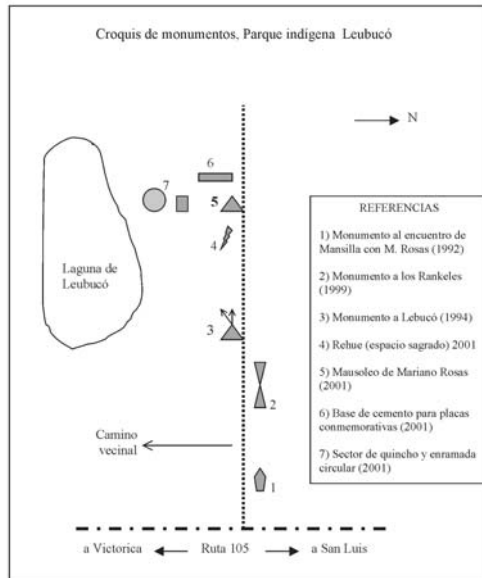 Croquis de monumentos, Parque indígena Leubucó
N
6
7
5
4
Laguna de
Leubucó
3
2
Camino
vecinal
1
a Victorica
Ruta 105
a San Luis
REFERENCIAS
1) Monumento al encuentro de
Mansilla con M. Rosas (1992)
2) Monumento a los Rankeles
(1999)
3) Monumento a Lebucó (1994)
4) Rehue (espacio sagrado) 2001
5) Mausoleo de Mariano Rosas
(2001)
6) Base de cemento para placas
conmemorativas (2001)
7) Sector de quincho y enramada
circular (2001)